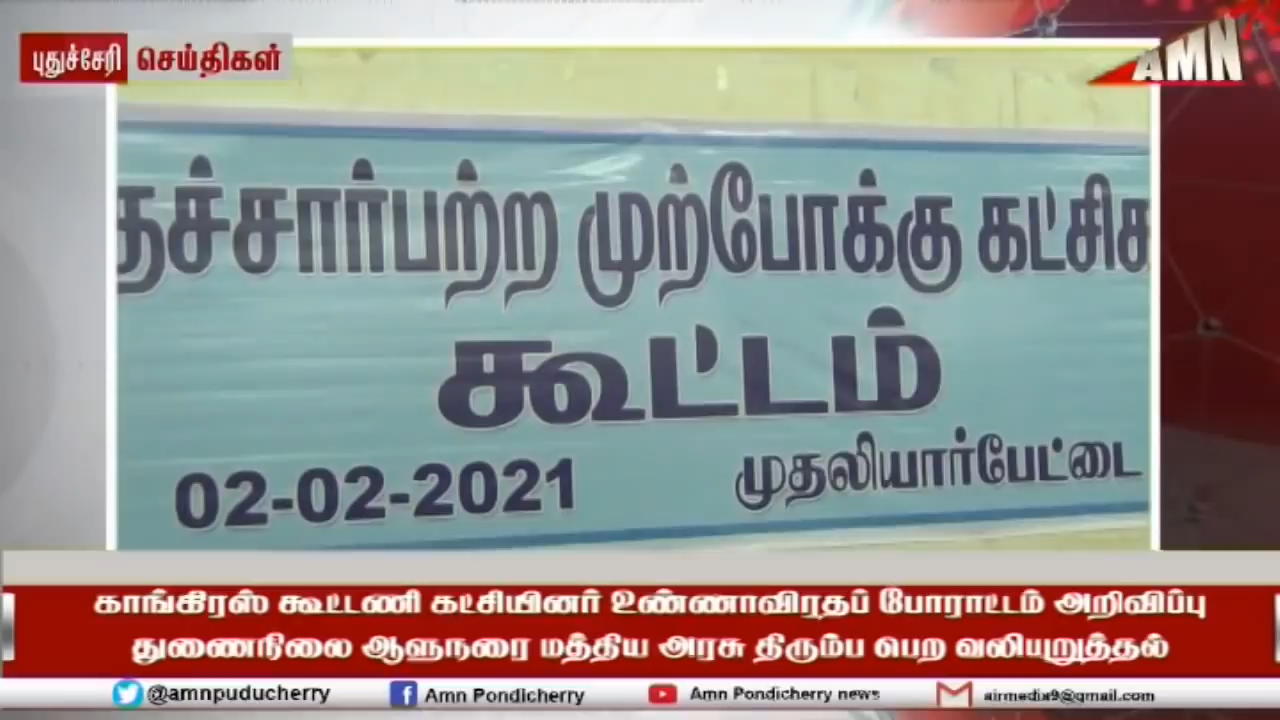 புதுச்சேரி செய்திகள்
AMN
தச்சார்பற்ற முற்போக்கு கட்சிக
கூட்டம்
02-02-2021 முதலியார்பேட்டை
காங்கிரஸ் கூட்டணி கட்சியினர் உண்ணாவிரதப் போராட்டம் அறிவிப்பு
துணைநிலை ஆளுநரை மத்திய அரசு திரும்ப பெற வலியுறுத்தல்
@amnpuducherry Amn Pondicherry Amn Pondicherry news airmedia9@gmail.com